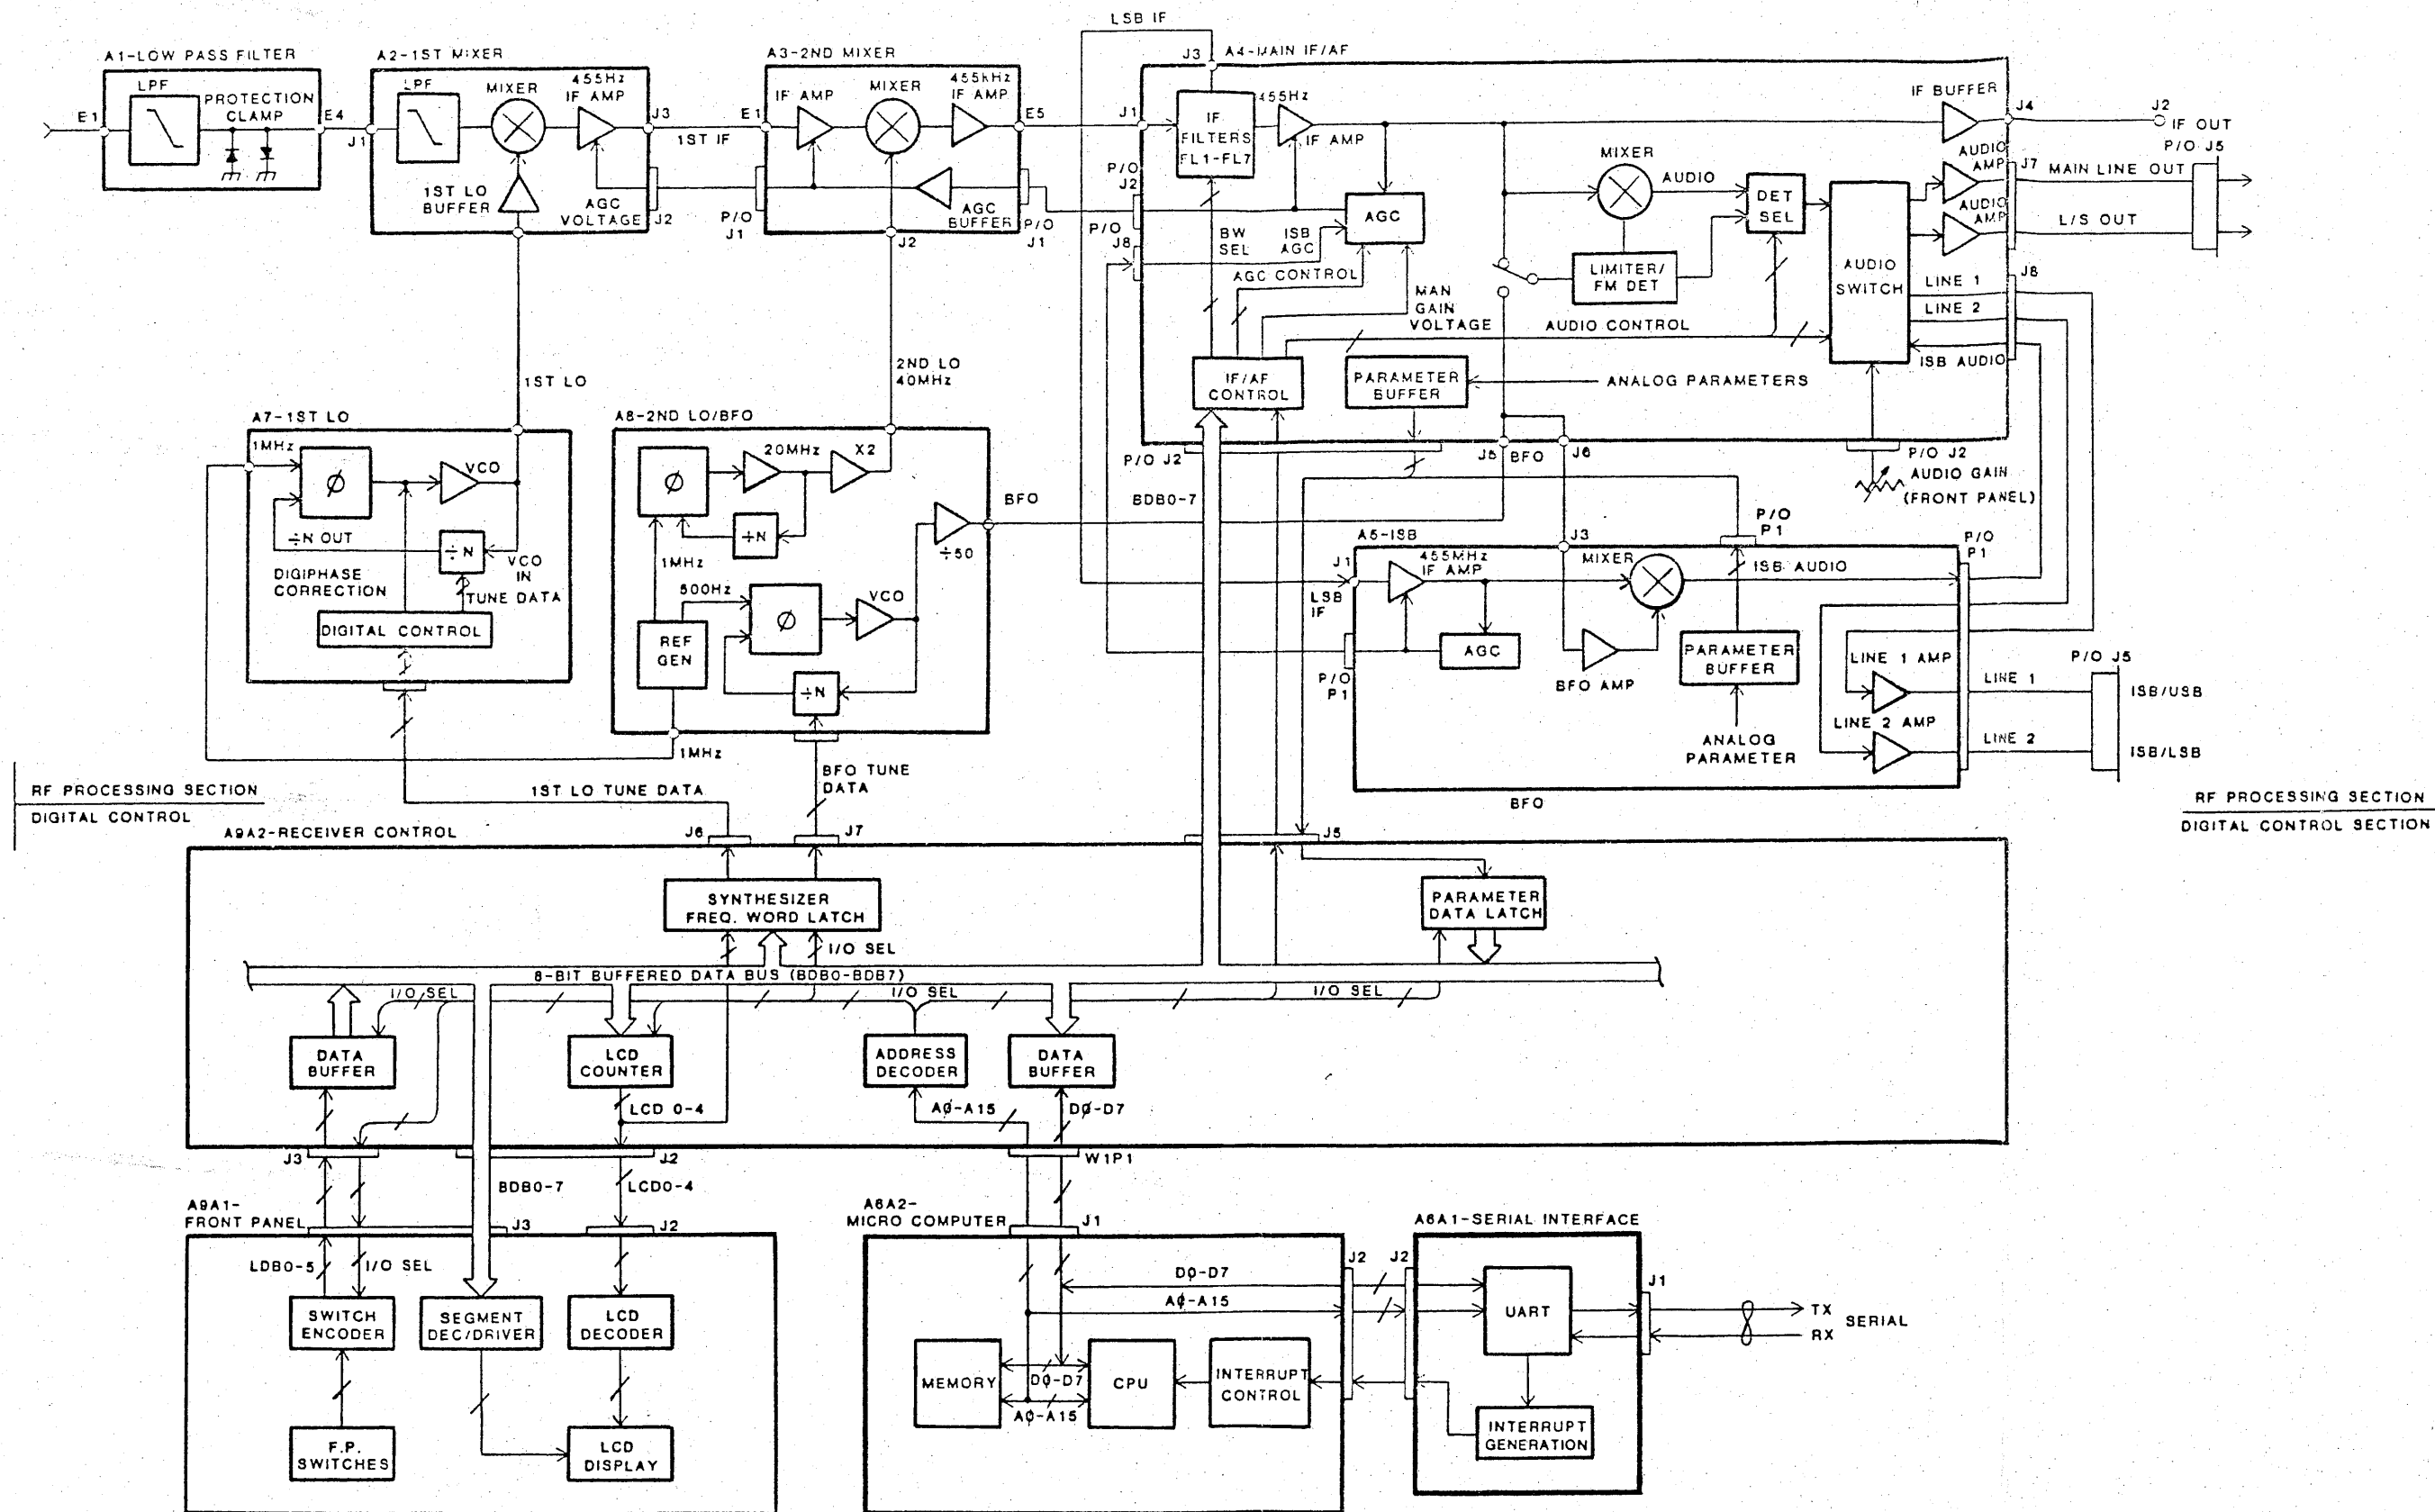 LSB IF
A1-LOW PASS FILTER
LPF
PROTECTION
CLAMP
E1
E4
A2-1ST MIXER
LPF
MIXER
455Hz
IF AMP
J1
J3
1ST LO
BUFFER
AGC
VOLTAGE
J2
1ST IF
A3-2ND MIXER
E1
IF AMP
MIXER
455kHz
IF AMP
E5
P/O
J1
J2
AGC
BUFFER
P/O
J1
J3
A4-MAIN IF/AF
J1
IF
FILTERS
FL1-FL7
455Hz
IF AMP
P/O
J2
P/O
J8
BW
SEL
ISB
AGC
AGC
AGC CONTROL
MAN
GAIN
VOLTAGE
MIXER
AUDIO
DET
SEL
LIMITER/
FM DET
AUDIO CONTROL
AUDIO
SWITCH
IF BUFFER
J4
J2
IF OUT
AUDIO
AMP
J7
MAIN LINE OUT
P/O J5
AUDIO
AMP
L/S OUT
LINE 1
LINE 2
J8
ISB AUDIO
IF/AF
CONTROL
PARAMETER
BUFFER
ANALOG PARAMETERS
P/O J2
J5
BFO
J6
P/O J2
AUDIO GAIN
(FRONT PANEL)
1ST LO
2ND LO
40MHz
A7-1ST LO
1MHz
Ø
VCO
÷N OUT
÷N
VCO
IN
DIGIPHASE
CORRECTION
TUNE DATA
DIGITAL CONTROL
A8-2ND LO/BFO
Ø
20MHz
X2
÷N
1MHz
500Hz
Ø
VCO
÷50
REF
GEN
÷N
1MHz
BFO
BDB0-7
BFO TUNE
DATA
1ST LO TUNE DATA
A5-ISB
J3
P/O
P1
P/O
P1
J1
455MHz
IF AMP
MIXER
ISB AUDIO
LSB
IF
AGC
P/O
P1
BFO AMP
PARAMETER
BUFFER
ANALOG
PARAMETER
LINE 1 AMP
LINE 2 AMP
LINE 1
LINE 2
P/O J5
ISB/USB
ISB/LSB
BFO
RF PROCESSING SECTION
DIGITAL CONTROL
RF PROCESSING SECTION
DIGITAL CONTROL SECTION
A9A2-RECEIVER CONTROL
J6
J7
J5
SYNTHESIZER
FREQ. WORD LATCH
PARAMETER
DATA LATCH
I/O SEL
8-BIT BUFFERED DATA BUS (BDB0-BDB7)
I/O SEL
I/O SEL
I/O SEL
DATA
BUFFER
LCD
COUNTER
ADDRESS
DECODER
DATA
BUFFER
LCD 0-4
AØ-A15
DØ-D7
J3
J2
W1P1
BDB0-7
LCD0-4
A9A1-
FRONT PANEL
J3
J2
LDB0-5
I/O SEL
SWITCH
ENCODER
SEGMENT
DEC/DRIVER
LCD
DECODER
F.P.
SWITCHES
LCD
DISPLAY
A6A2-
MICRO COMPUTER
J1
DØ-D7
AØ-A15
J2
J2
MEMORY
DØ-D7
AØ-A15
CPU
INTERRUPT
CONTROL
A6A1-SERIAL INTERFACE
UART
J1
TX
RX
SERIAL
INTERRUPT
GENERATION